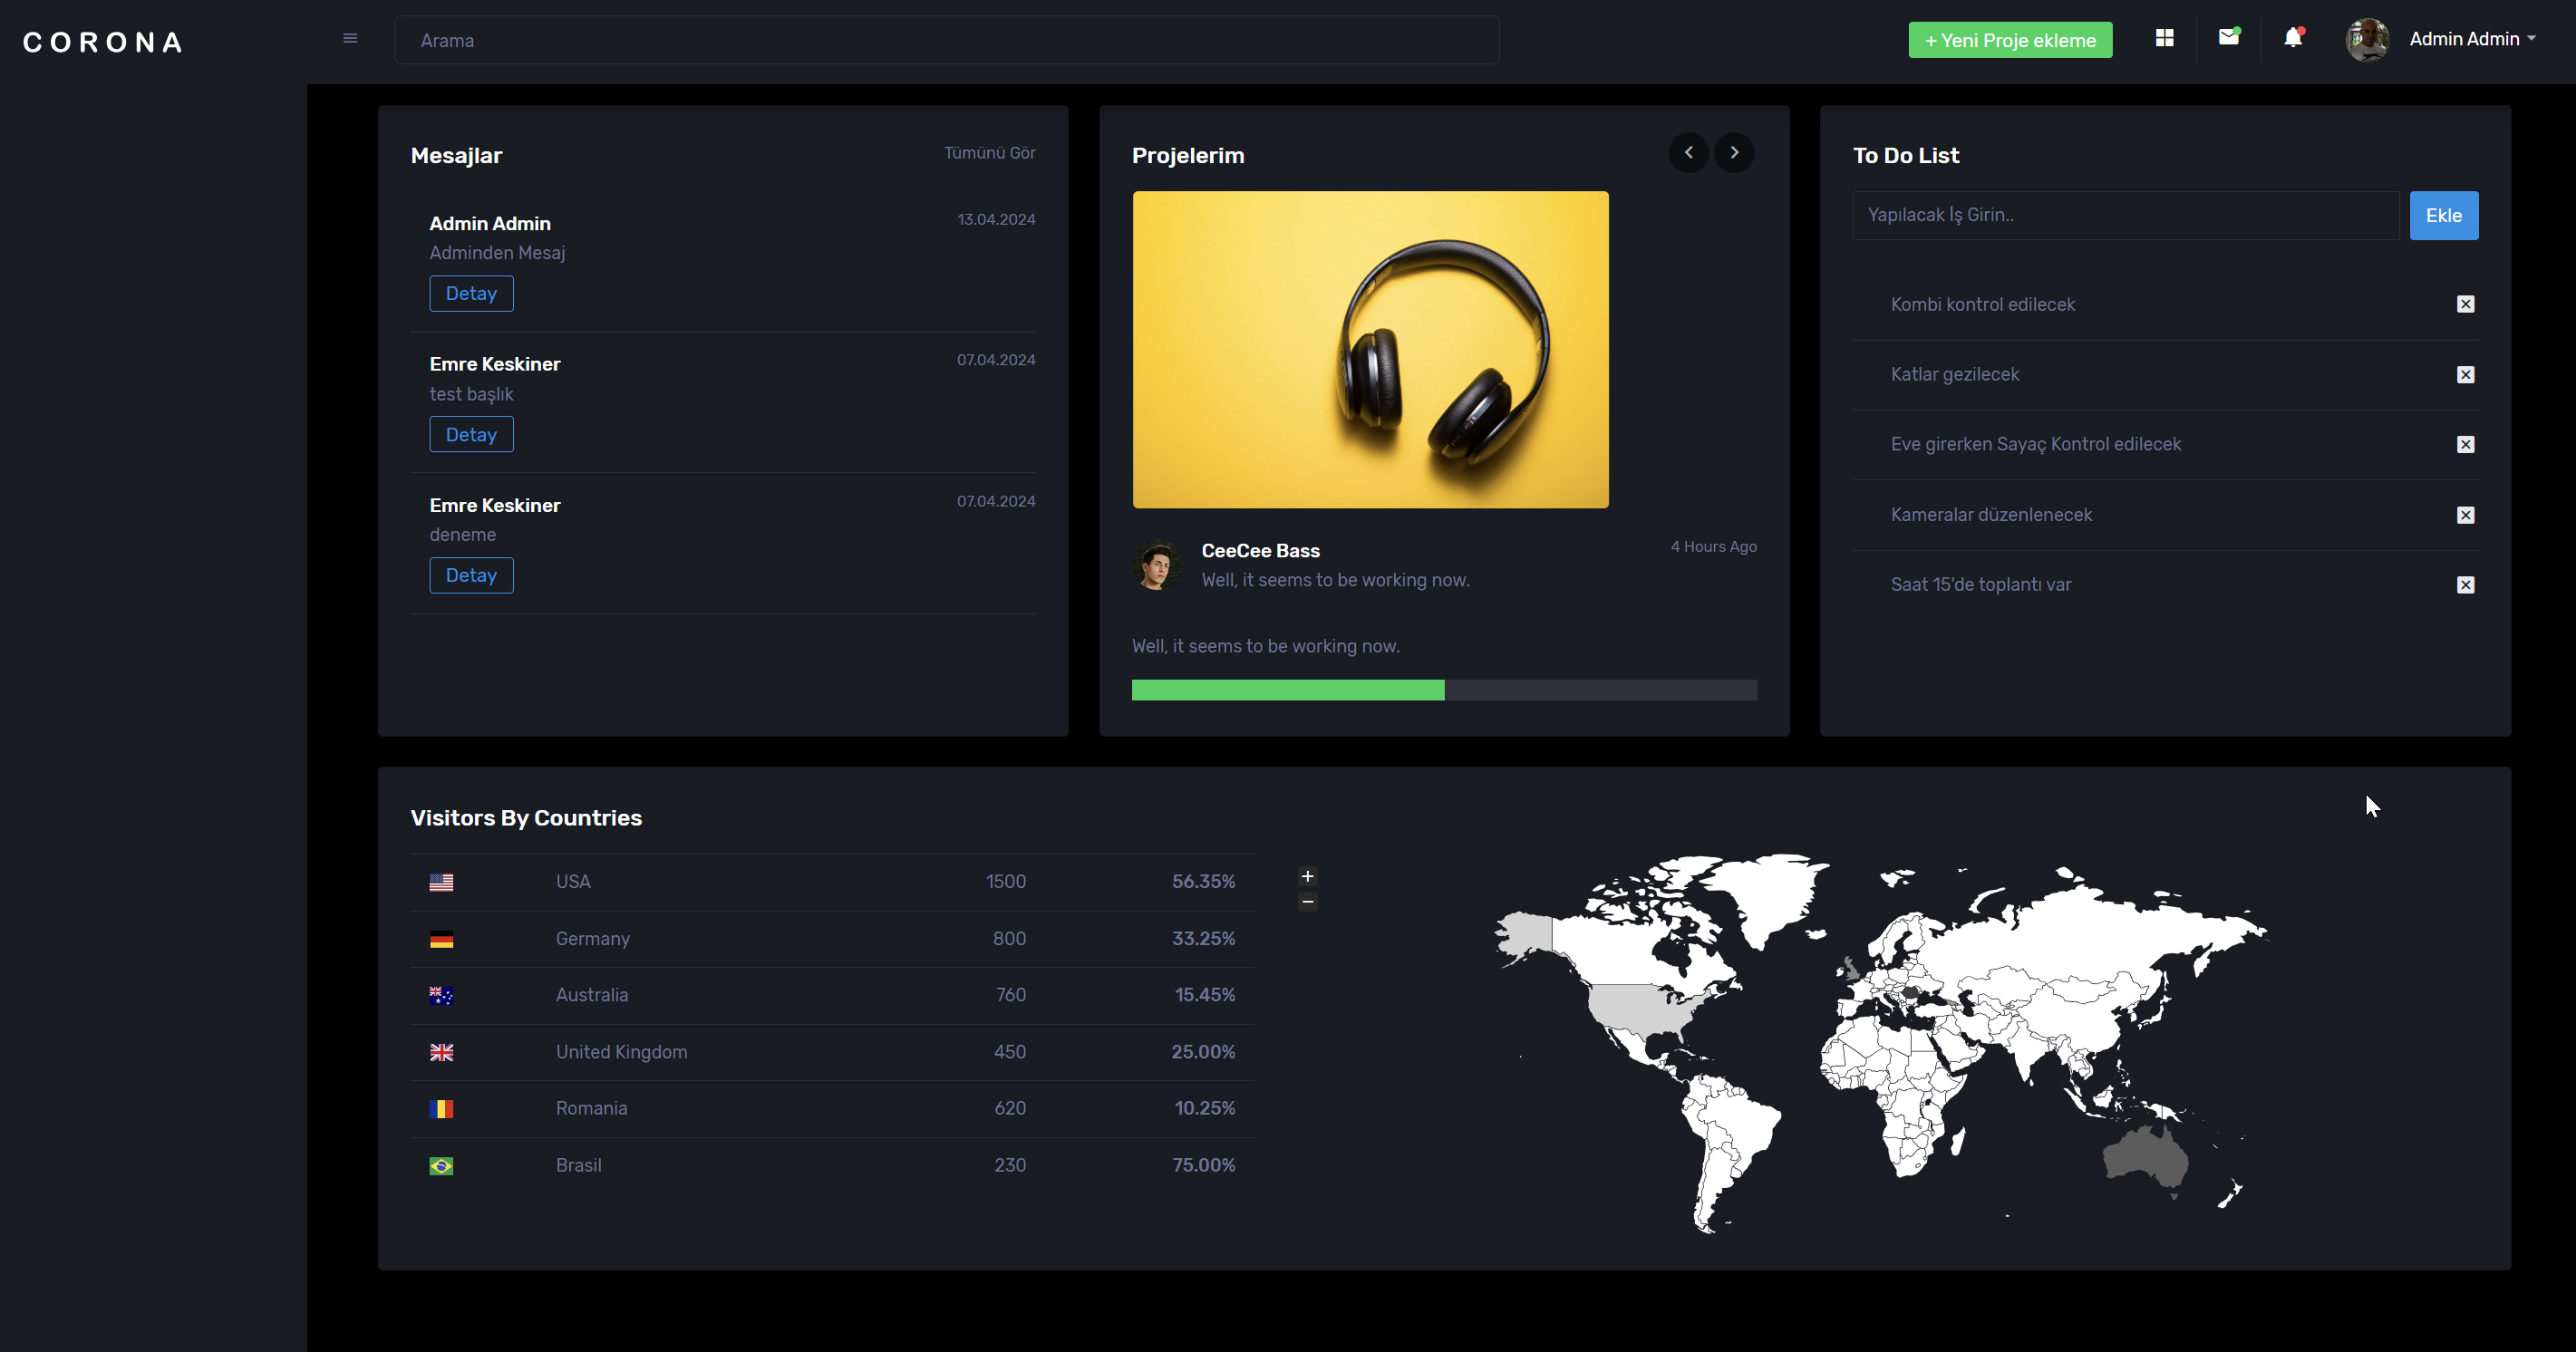 CORONA
Arama
+ Yeni Proje ekleme
Admin Admin
Mesajlar
Tümünü Gör
Admin Admin
13.04.2024
Adminden Mesaj
Detay
Emre Keskiner
07.04.2024
test başlık
Detay
Emre Keskiner
07.04.2024
deneme
Detay
Projelerim
CeeCee Bass
4 Hours Ago
Well, it seems to be working now.
Well, it seems to be working now.
To Do List
Yapılacak İş Girin..
Ekle
Kombi kontrol edilecek
Katlar gezilecek
Eve girerken Sayaç Kontrol edilecek
Kameralar düzenlenecek
Saat 15'de toplantı var
Visitors By Countries
USA 1500 56.35%
Germany 800 33.25%
Australia 760 15.45%
United Kingdom 450 25.00%
Romania 620 10.25%
Brasil 230 75.00%
+
−